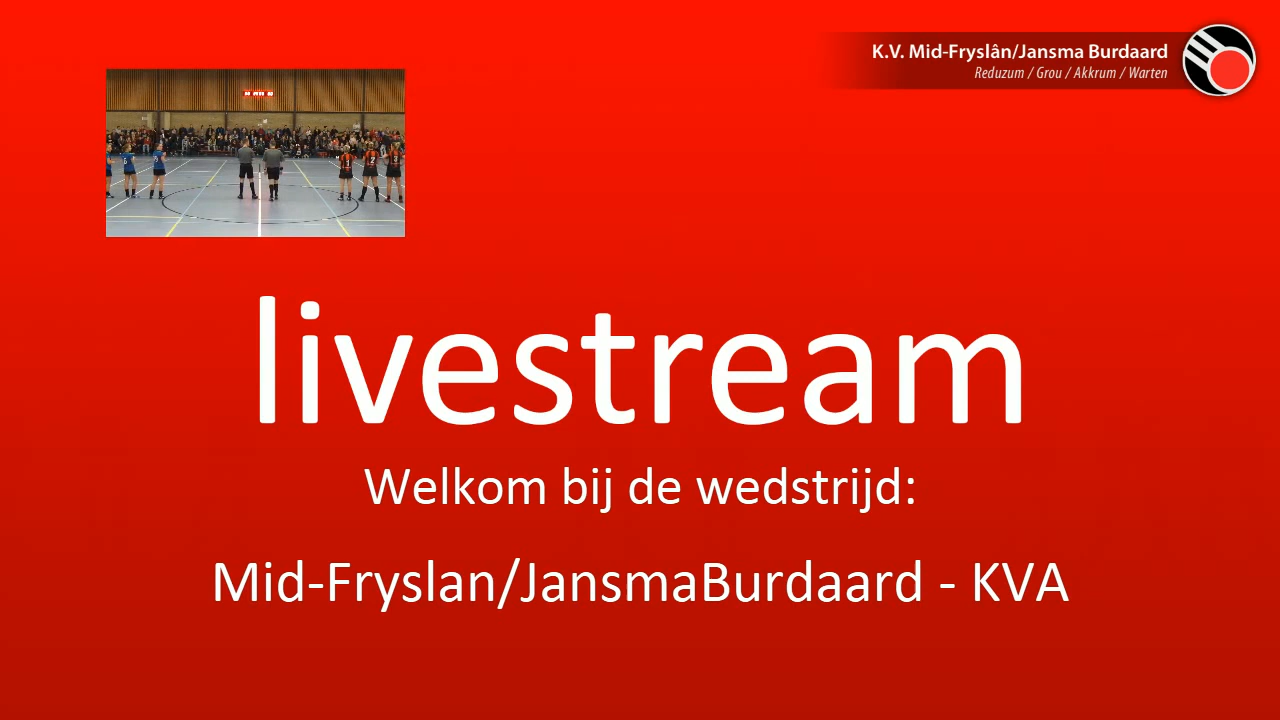 K.V. Mid-Fryslân/Jansma Burdaard
Reduzum / Grou / Akkrum / Warten
livestream
Welkom bij de wedstrijd:
Mid-Fryslan/JansmaBurdaard - KVA